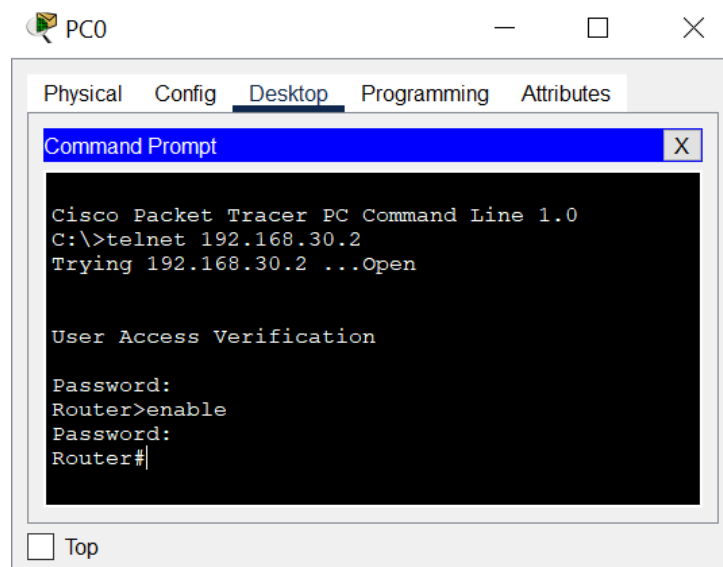 PC0
Physical Config Desktop Programming Attributes
Command Prompt X
Cisco Packet Tracer PC Command Line 1.0
C:\>telnet 192.168.30.2
Trying 192.168.30.2 ...Open
User Access Verification
Password:
Router>enable
Password:
Router#
Top